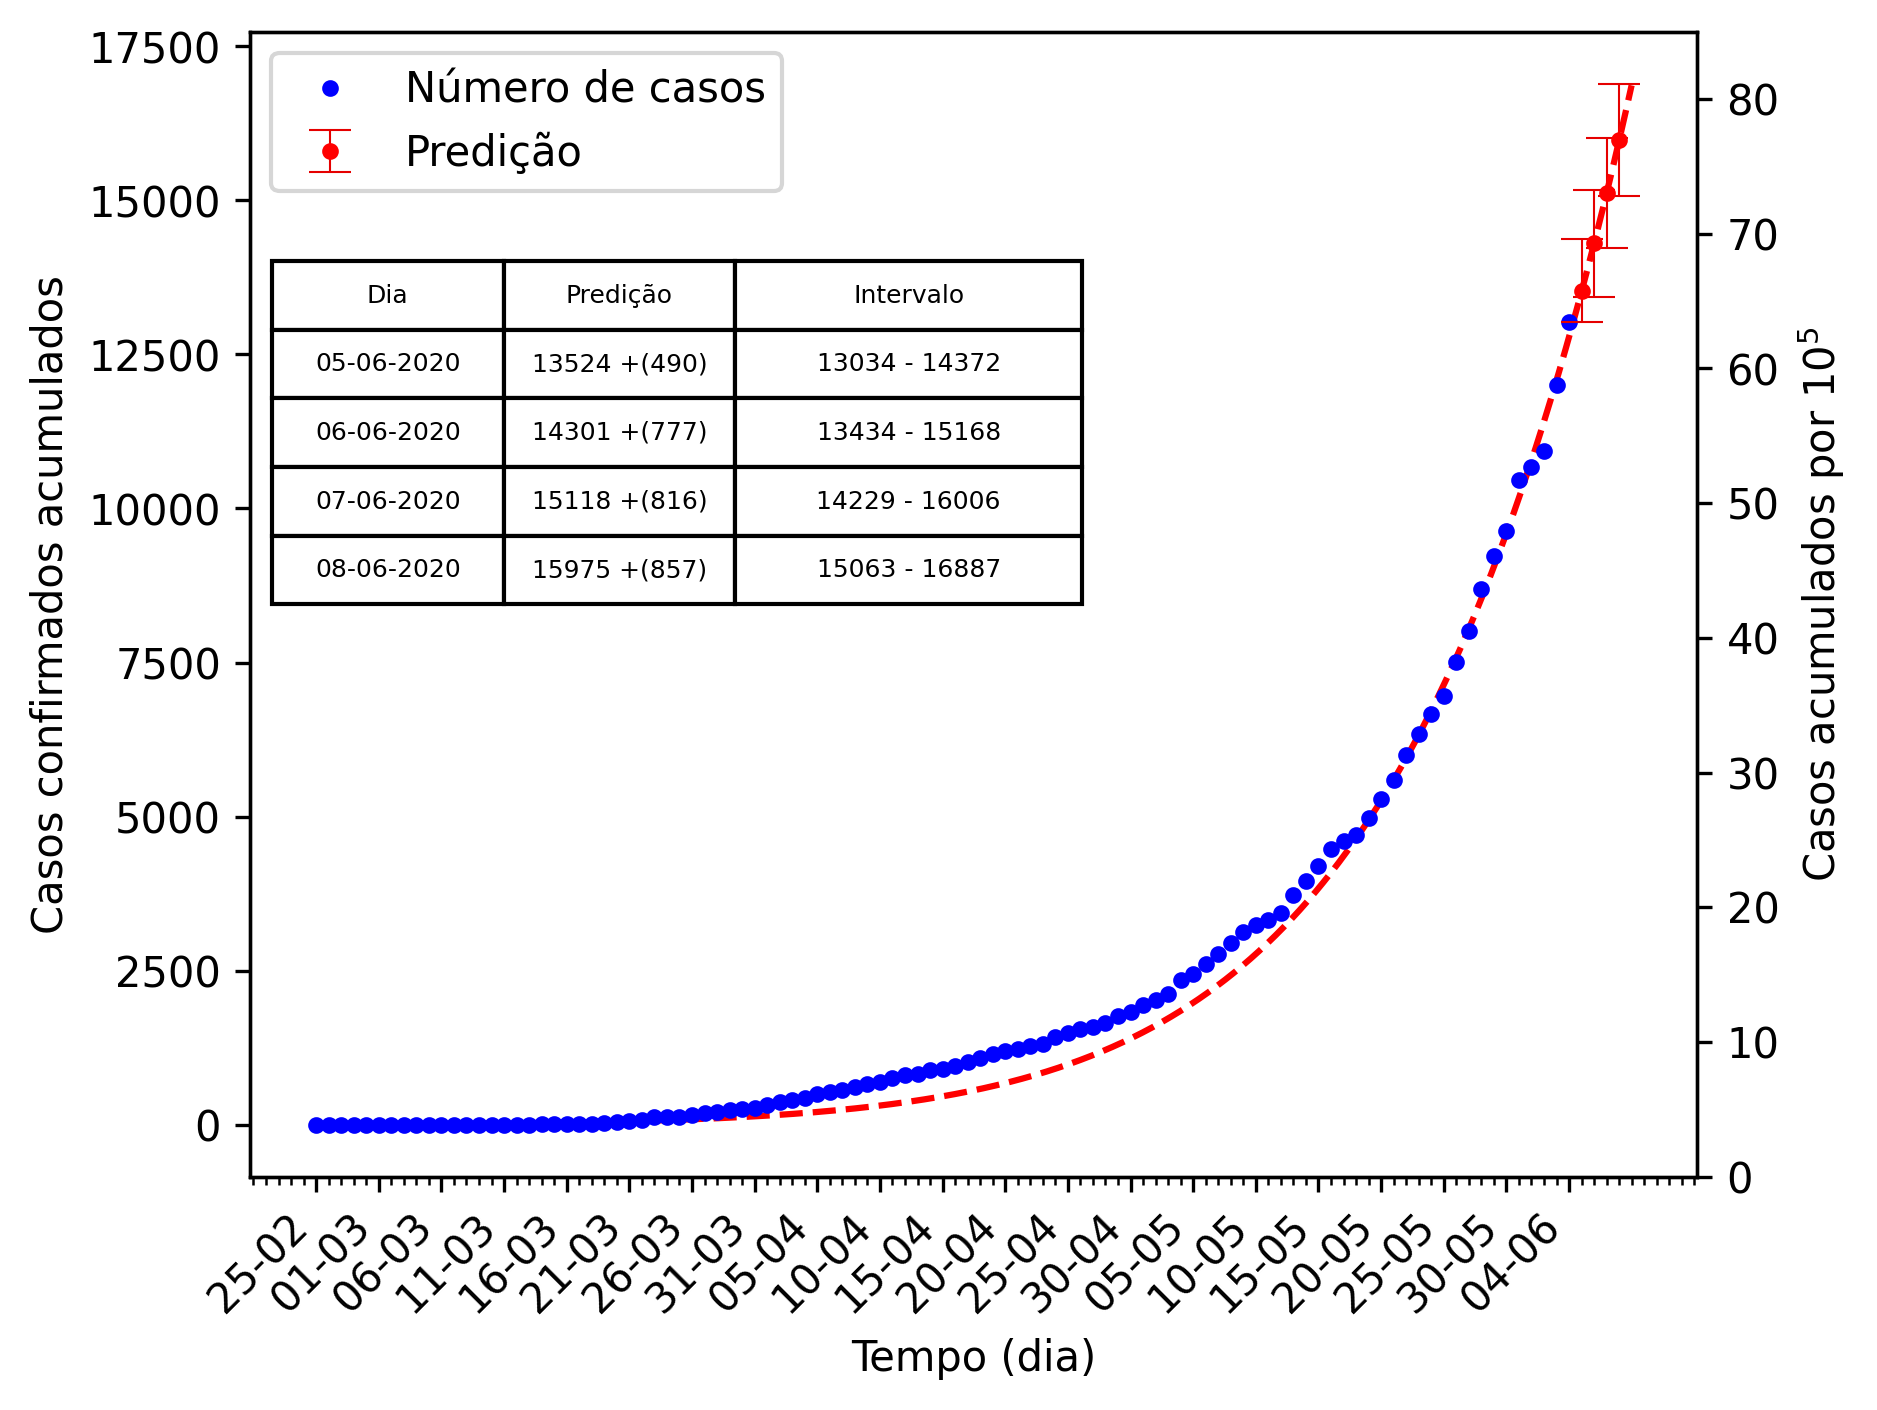 Número de casos
Predição
Dia Predição Intervalo
05-06-2020 13524 +(490) 13034 - 14372
06-06-2020 14301 +(777) 13434 - 15168
07-06-2020 15118 +(816) 14229 - 16006
08-06-2020 15975 +(857) 15063 - 16887
Casos confirmados acumulados
17500
15000
12500
10000
7500
5000
2500
0
Casos acumulados por 10⁵
80
70
60
50
40
30
20
10
0
25-02 01-03 06-03 11-03 16-03 21-03 26-03 31-03 05-04 10-04 15-04 20-04 25-04 30-04 05-05 10-05 15-05 20-05 25-05 30-05 04-06
Tempo (dia)